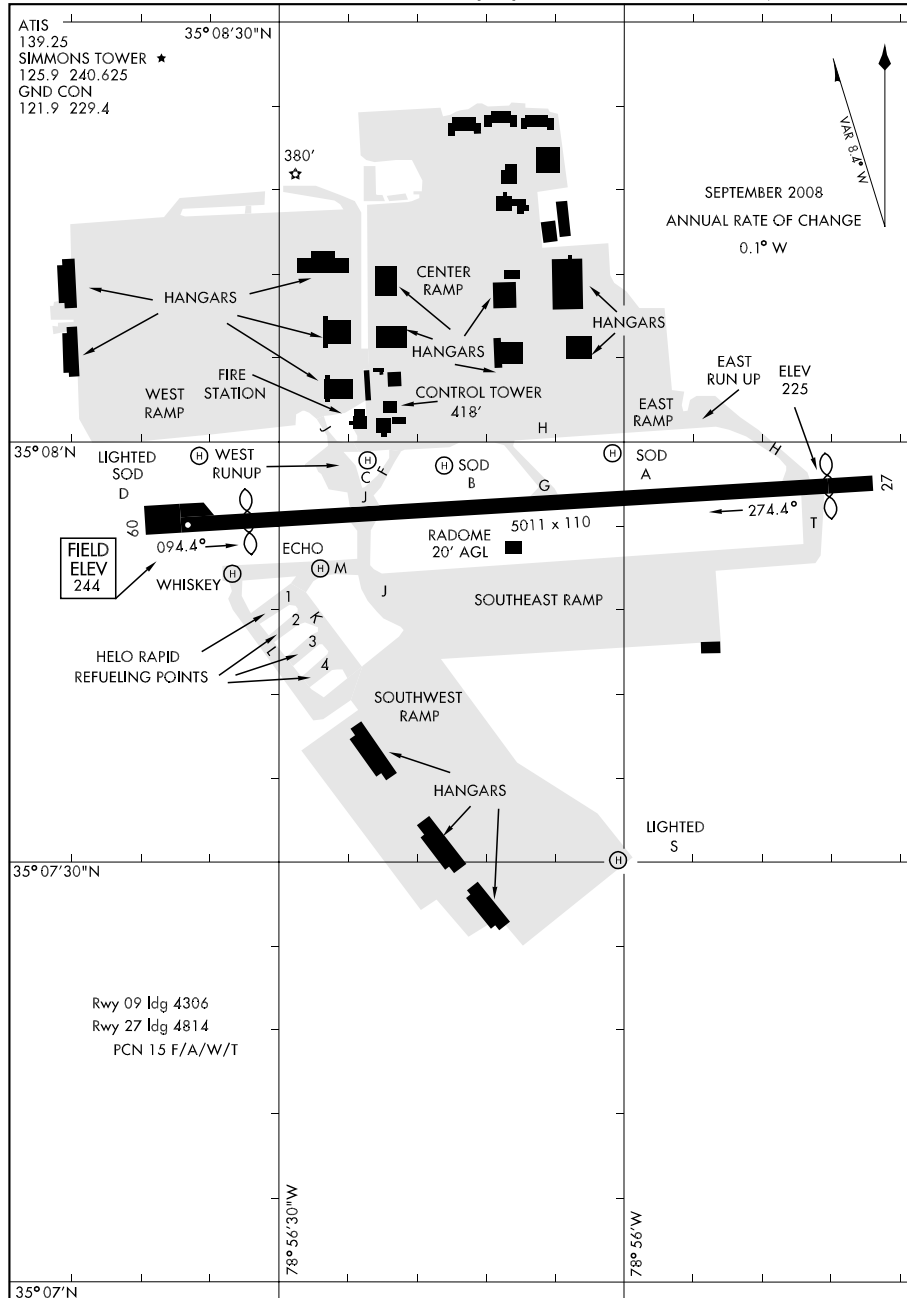 ATIS
139.25
SIMMONS TOWER ★
125.9 240.625
GND CON
121.9 229.4
35°08'30"N
VAR 8.4° W
SEPTEMBER 2008
ANNUAL RATE OF CHANGE
0.1° W
380'
HANGARS
CENTER
RAMP
HANGARS
HANGARS
FIRE
STATION
WEST
RAMP
CONTROL TOWER
418'
EAST
RUN UP
ELEV
225
EAST
RAMP
J
H
H
35°08'N
LIGHTED
SOD
D
H
WEST
RUNUP
H
C
F
J
H
SOD
B
G
H
SOD
A
09
27
094.4°
274.4°
5011 x 110
T
FIELD
ELEV
244
RADOME
20' AGL
ECHO
WHISKEY
H
H
M
J
SOUTHEAST RAMP
1
2
K
3
L
4
HELO RAPID
REFUELING POINTS
SOUTHWEST
RAMP
HANGARS
LIGHTED
S
H
35°07'30"N
Rwy 09 ldg 4306
Rwy 27 ldg 4814
PCN 15 F/A/W/T
78°56'30"W
78°56'W
35°07'N